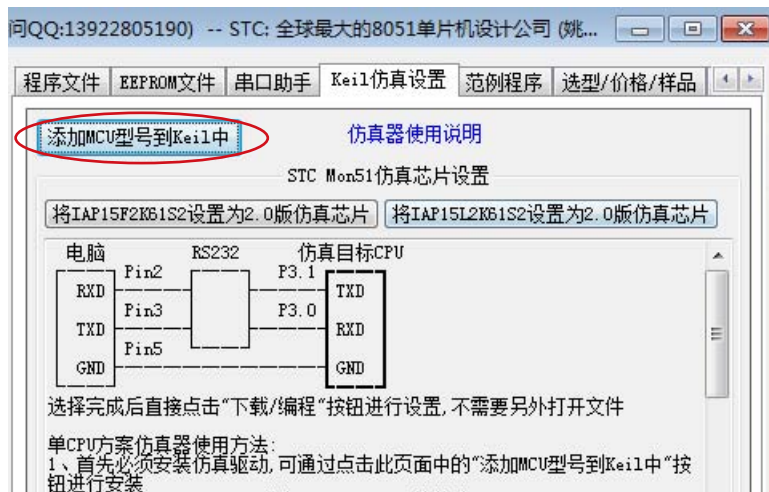 问QQ:13922805190) -- STC: 全球最大的8051单片机设计公司 (姚...
程序文件 EEPROM文件 串口助手 Keil仿真设置 范例程序 选型/价格/样品
添加MCU型号到Keil中 仿真器使用说明
STC Mon51仿真芯片设置
将IAP15F2K61S2设置为2.0版仿真芯片 将IAP15L2K61S2设置为2.0版仿真芯片
电脑 RS232 仿真目标CPU
Pin2 P3.1
RXD TXD
Pin3 P3.0
TXD RXD
Pin5
GND GND
选择完成后直接点击“下载/编程”按钮进行设置,不需要另外打开文件
单CPU方案仿真器使用方法:
1、首先必须安装仿真驱动,可通过点击此页面中的“添加MCU型号到Keil中”按
钮进行安装